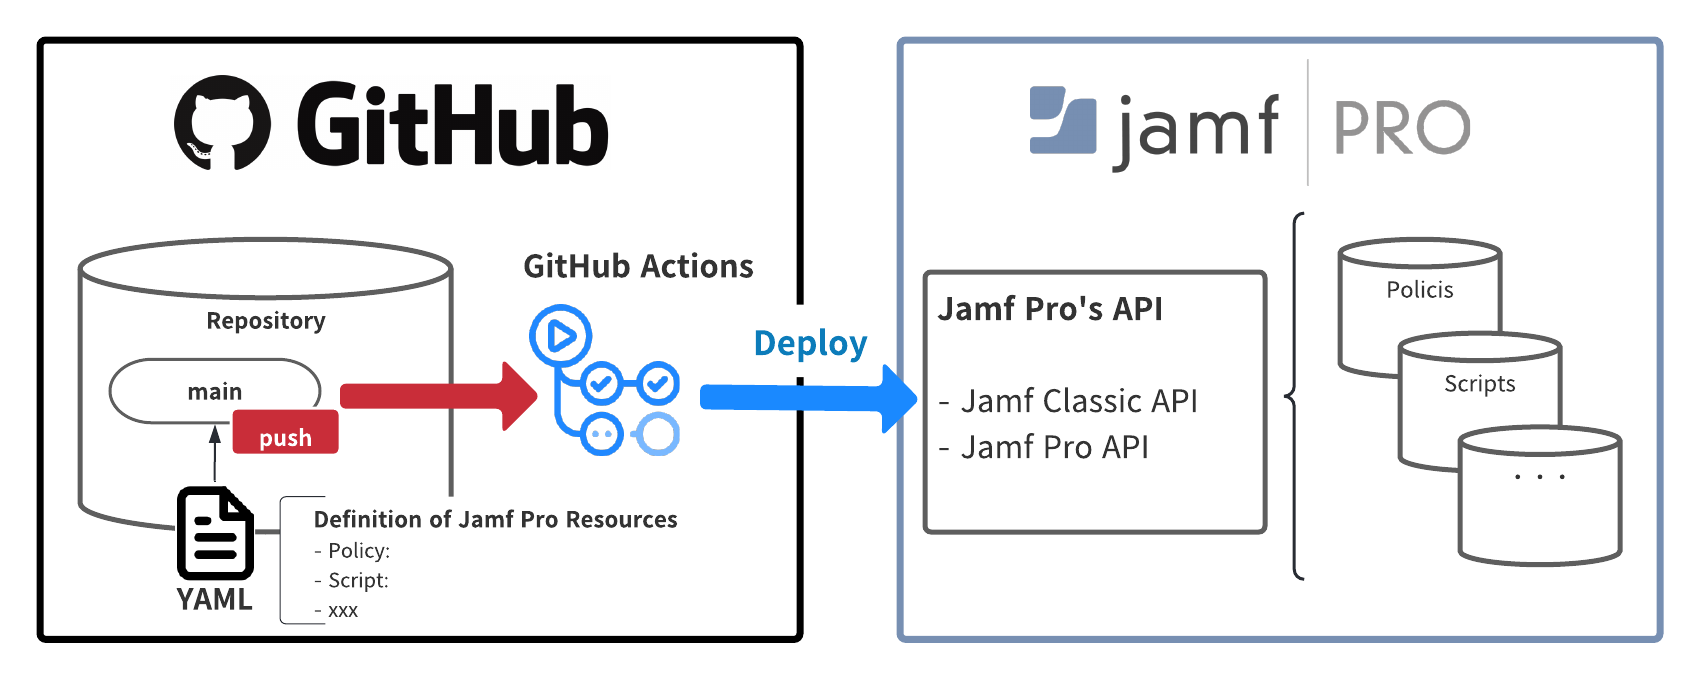 GitHub
Repository
main
push
YAML
Definition of Jamf Pro Resources
- Policy:
- Script:
- xxx
GitHub Actions
Deploy
jamf PRO
Jamf Pro's API
- Jamf Classic API
- Jamf Pro API
Policis
Scripts
. . .